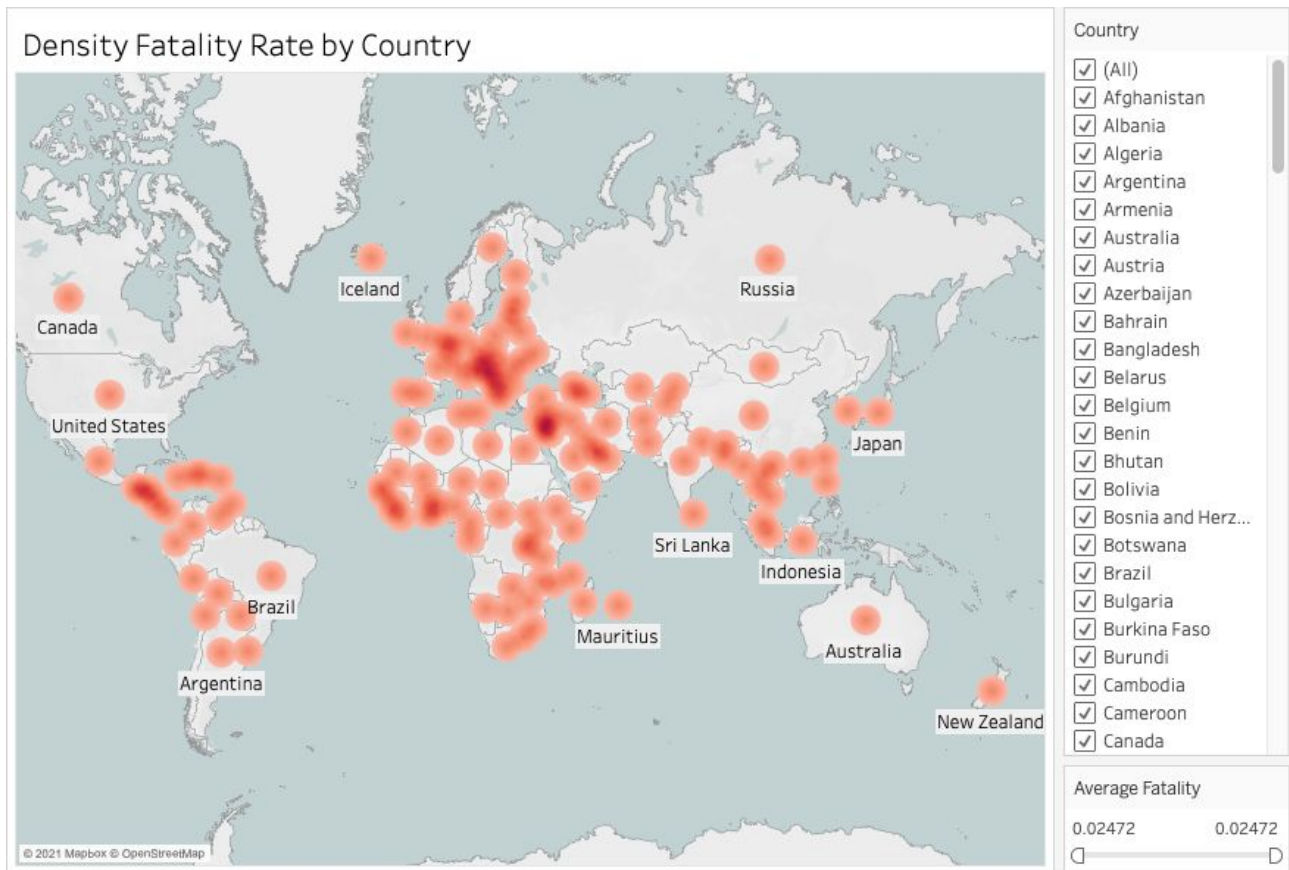 Density Fatality Rate by Country
Iceland
Russia
Canada
United States
Japan
Sri Lanka
Indonesia
Brazil
Mauritius
Australia
Argentina
New Zealand
© 2021 Mapbox © OpenStreetMap
Country
(All)
Afghanistan
Albania
Algeria
Argentina
Armenia
Australia
Austria
Azerbaijan
Bahrain
Bangladesh
Belarus
Belgium
Benin
Bhutan
Bolivia
Bosnia and Herz...
Botswana
Brazil
Bulgaria
Burkina Faso
Burundi
Cambodia
Cameroon
Canada
Average Fatality
0.02472 0.02472